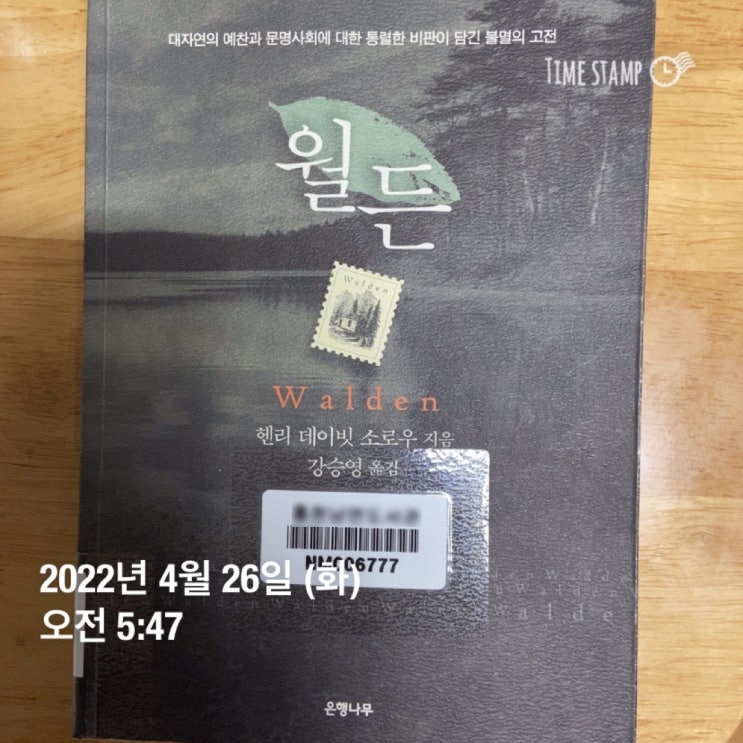 대자연의 예찬과 문명사회에 대한 통렬한 비판이 담긴 불멸의 고전
TIME STAMP
월든
Walden
Walden
헨리 데이빗 소로우 지음
강승영 옮김
NM006777
2022년 4월 26일 (화)
오전 5:47
Walden
은행나무